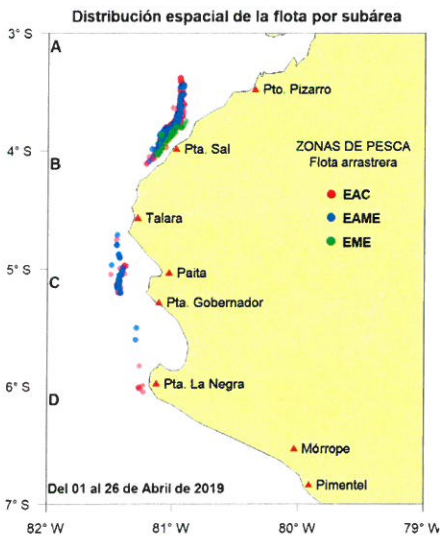 Distribución espacial de la flota por subárea
3° S
A
Pto. Pizarro
ZONAS DE PESCA
Flota arrastrera
EAC
EAME
EME
4° S
B
Pta. Sal
Talara
5° S
C
Paita
Pta. Gobernador
6° S
D
Pta. La Negra
Mórrope
Pimentel
Del 01 al 26 de Abril de 2019
7° S
82° W 81° W 80° W 79° W